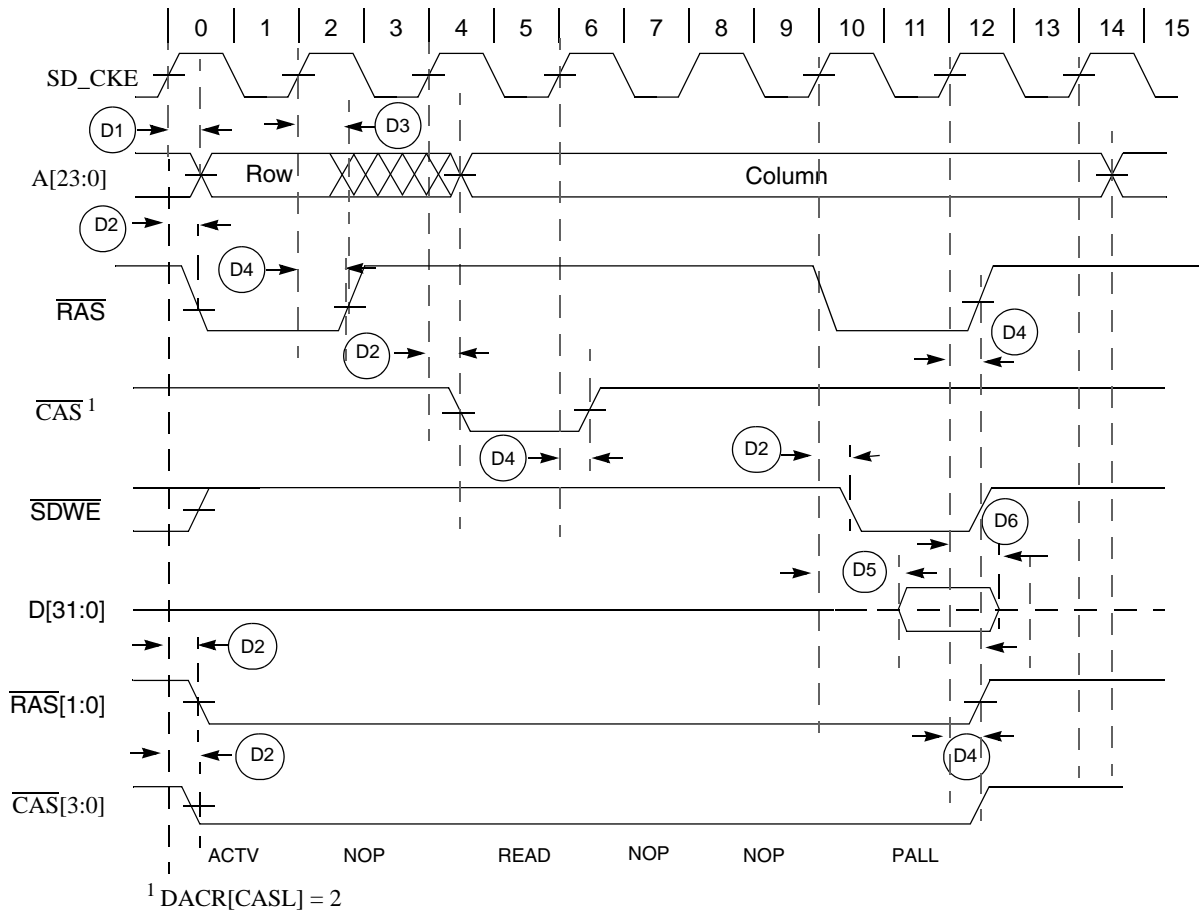 0 1 2 3 4 5 6 7 8 9 10 11 12 13 14 15
SD_CKE
D1
D3
A[23:0]
Row
Column
D2
D4
RAS
D2
D4
CAS 1
D4
D2
SDWE
D6
D5
D[31:0]
D2
RAS[1:0]
D2
D4
CAS[3:0]
ACTV NOP READ NOP NOP PALL
1 DACR[CASL] = 2